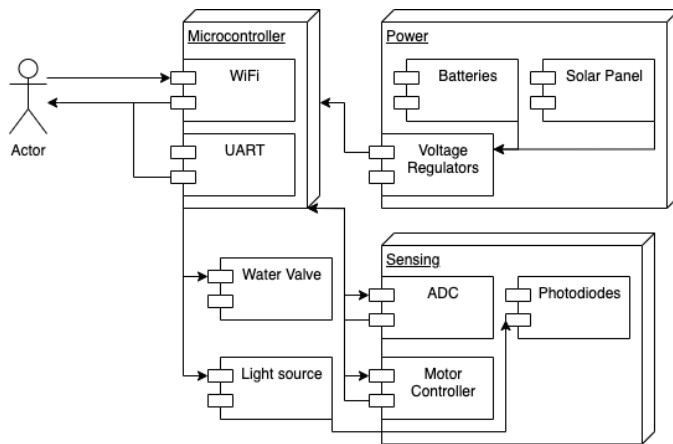 Microcontroller
Power
WiFi
Batteries
Solar Panel
Actor
UART
Voltage
Regulators
Sensing
Water Valve
ADC
Photodiodes
Light source
Motor
Controller